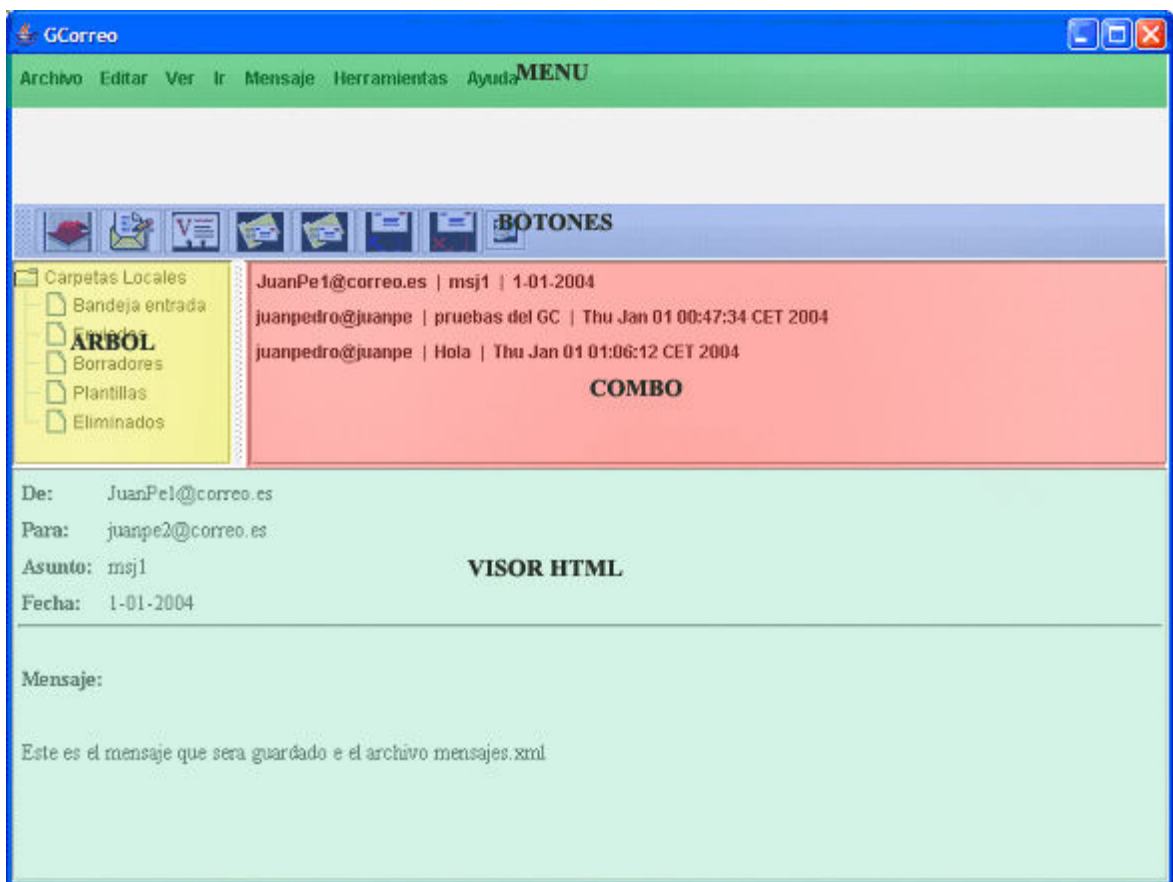 GCorreo
Archivo Editar Ver Ir Mensaje Herramientas Ayuda MENU
BOTONES
Carpetas Locales
Bandeja entrada
Enviados
ARBOL
Borradores
Plantillas
Eliminados
JuanPe1@correo.es | msj1 | 1-01-2004
juanpedro@juanpe | pruebas del GC | Thu Jan 01 00:47:34 CET 2004
juanpedro@juanpe | Hola | Thu Jan 01 01:06:12 CET 2004
COMBO
De: JuanPe1@correo.es
Para: juanpe2@correo.es
Asunto: msj1
VISOR HTML
Fecha: 1-01-2004
Mensaje:
Este es el mensaje que sera guardado e el archivo mensajes.xml